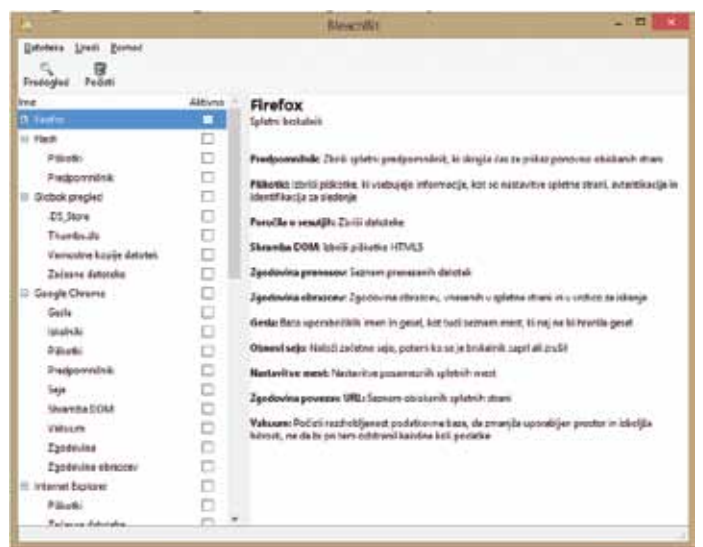 BleachBit
Datoteka Uredi Pomoč
Predogled Počisti
Ime Aktivno
Firefox
Flash
Piškotki
Predpomnilnik
Globok pregled
.DS_Store
Thumbs.db
Varnostne kopije datotek
Začasne datoteke
Google Chrome
Gesla
Iskalniki
Piškotki
Predpomnilnik
Seja
Shramba DOM
Vakuum
Zgodovina
Zgodovina obrazcev
Internet Explorer
Piškotki
Začasne datoteke
Firefox
Spletni brskalnik
Predpomnilnik: Zbriši spletni predpomnilnik, ki skrajša čas za prikaz ponovno obiskanih strani
Piškotki: Izbriši piškotke, ki vsebujejo informacije, kot so nastavitve spletne strani, avtentikacija in
identifikacija za sledenje
Poročila o sesutjih: Zbriši datoteke
Shramba DOM: Izbriši piškotke HTML5
Zgodovina prenosov: Seznam prenesenih datotek
Zgodovina obrazcev: Zgodovina obrazcev, vnesenih v spletne strani in v vrstico za iskanje
Gesla: Baza uporabniških imen in gesel, kot tudi seznam mest, ki naj ne bi hranila gesel
Obnovi sejo: Naloži začetno sejo, potem ko se je brskalnik zaprl ali zrušil
Nastavitve mest: Nastavitve posameznih spletnih mest
Zgodovina povezav URL: Seznam obiskanih spletnih strani
Vakuum: Počisti razdrobljenost podatkovne baze, da zmanjša uporabljen prostor in izboljša
hitrost, ne da bi pri tem odstranil kakršne koli podatke